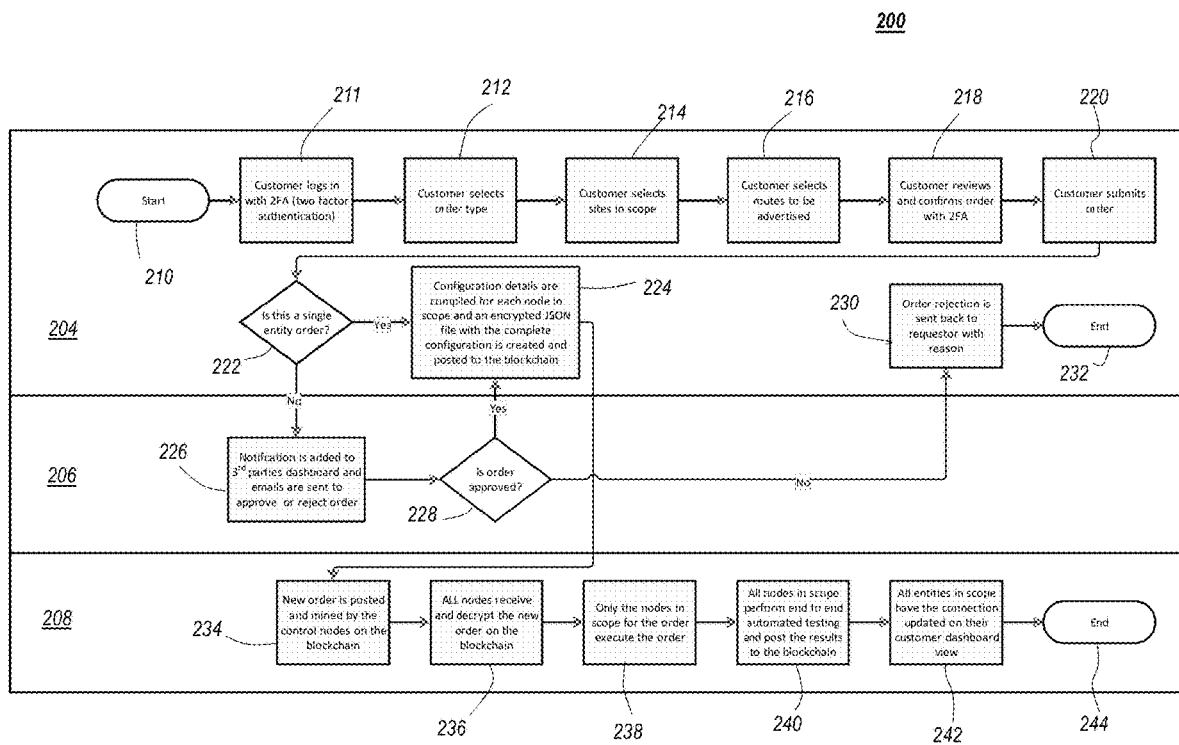 200
211
212
214
216
218
220
Start
Customer logs in
with 2FA (two factor
authentication)
Customer selects
order type
Customer selects
sites in scope
Customer selects
routes to be
advertised
Customer reviews
and confirms order
with 2FA
Customer submits
order
210
204
Is this a single
entity order?
222
Yes
Configuration details are
compiled for each node in
scope and an encrypted JSON
file with the complete
configuration is created and
posted to the blockchain
224
230
Order rejection is
sent back to
requestor with
reason
End
232
No
Yes
206
226
Notification is added to
3rd parties dashboard and
emails are sent to
approve or reject order
Is order
approved?
228
No
208
234
New order is posted
and mined by the
control nodes on the
blockchain
ALL nodes receive
and decrypt the new
order on the
blockchain
Only the nodes in
scope for the order
execute the order
All nodes in scope
perform end to end
automated testing
and post the results
to the blockchain
All entities in scope
have the connection
updated on their
customer dashboard
view
End
236
238
240
242
244